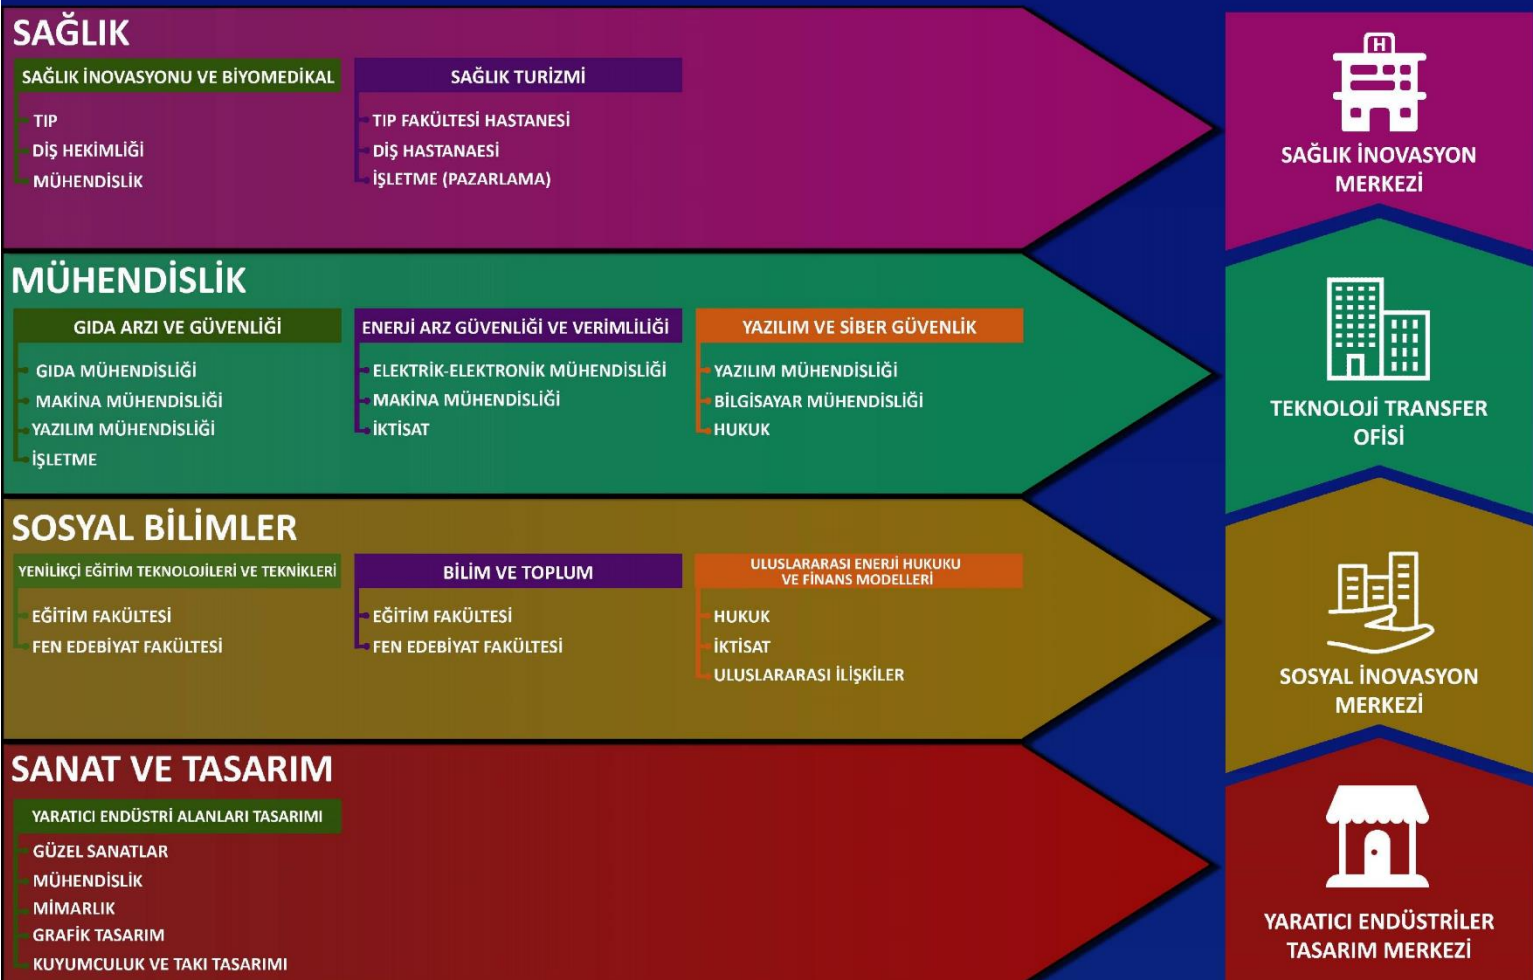 SAĞLIK
SAĞLIK İNOVASYONU VE BİYOMEDİKAL
TIP
DİŞ HEKİMLİĞİ
MÜHENDİSLİK
SAĞLIK TURİZMİ
TIP FAKÜLTESİ HASTANESİ
DİŞ HASTANAESİ
İŞLETME (PAZARLAMA)
H
SAĞLIK İNOVASYON
MERKEZİ
MÜHENDİSLİK
GIDA ARZI VE GÜVENLİĞİ
GIDA MÜHENDİSLİĞİ
MAKİNA MÜHENDİSLİĞİ
YAZILIM MÜHENDİSLİĞİ
İŞLETME
ENERJİ ARZ GÜVENLİĞİ VE VERİMLİLİĞİ
ELEKTRİK-ELEKTRONİK MÜHENDİSLİĞİ
MAKİNA MÜHENDİSLİĞİ
İKTİSAT
YAZILIM VE SİBER GÜVENLİK
YAZILIM MÜHENDİSLİĞİ
BİLGİSAYAR MÜHENDİSLİĞİ
HUKUK
TEKNOLOJİ TRANSFER
OFİSİ
SOSYAL BİLİMLER
YENİLİKÇİ EĞİTİM TEKNOLOJİLERİ VE TEKNİKLERİ
EĞİTİM FAKÜLTESİ
FEN EDEBİYAT FAKÜLTESİ
BİLİM VE TOPLUM
EĞİTİM FAKÜLTESİ
FEN EDEBİYAT FAKÜLTESİ
ULUSLARARASI ENERJİ HUKUKU
VE FİNANS MODELLERİ
HUKUK
İKTİSAT
ULUSLARARASI İLİŞKİLER
SOSYAL İNOVASYON
MERKEZİ
SANAT VE TASARIM
YARATICI ENDÜSTRİ ALANLARI TASARIMI
GÜZEL SANATLAR
MÜHENDİSLİK
MİMARLIK
GRAFİK TASARIM
KUYUMCULUK VE TAKI TASARIMI
YARATICI ENDÜSTRİLER
TASARIM MERKEZİ